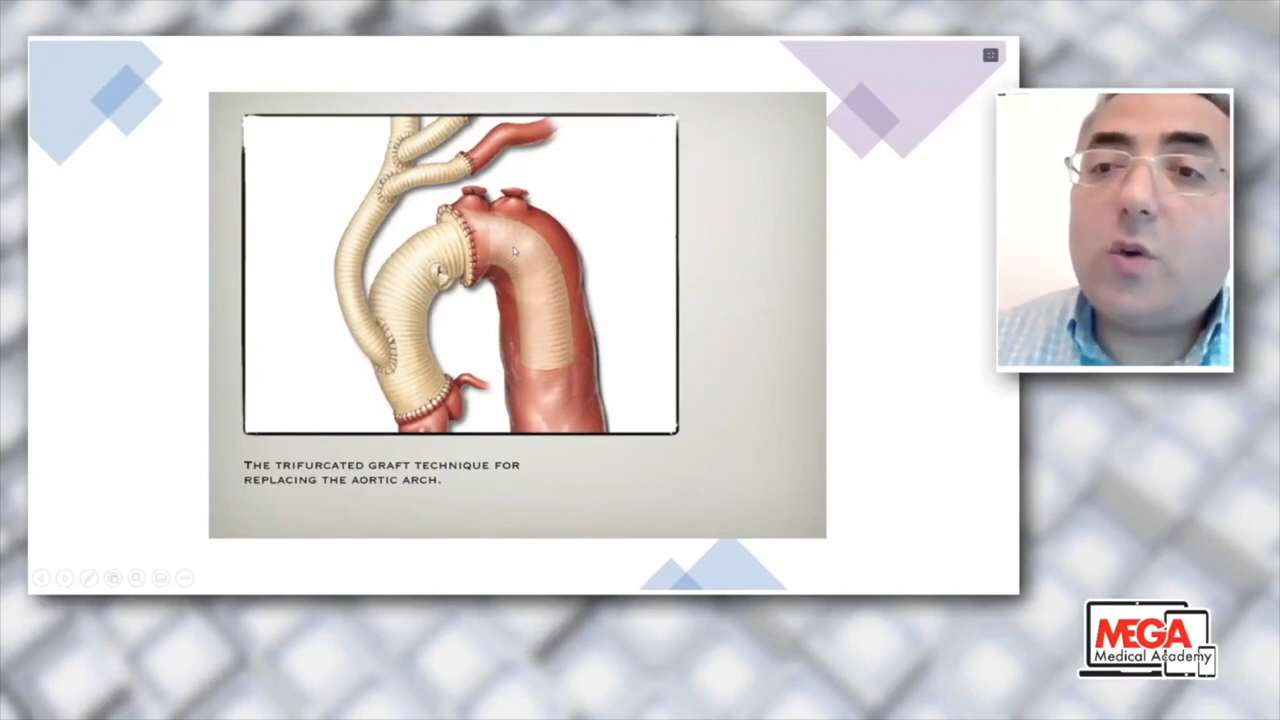 THE TRIFURCATED GRAFT TECHNIQUE FOR
REPLACING THE AORTIC ARCH.
MEGA
Medical Academy